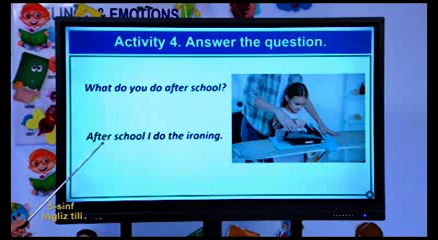 & EMOTIONS
Activity 4. Answer the question.
What do you do after school?
After school I do the ironing.
5-sinf
Ingliz tili